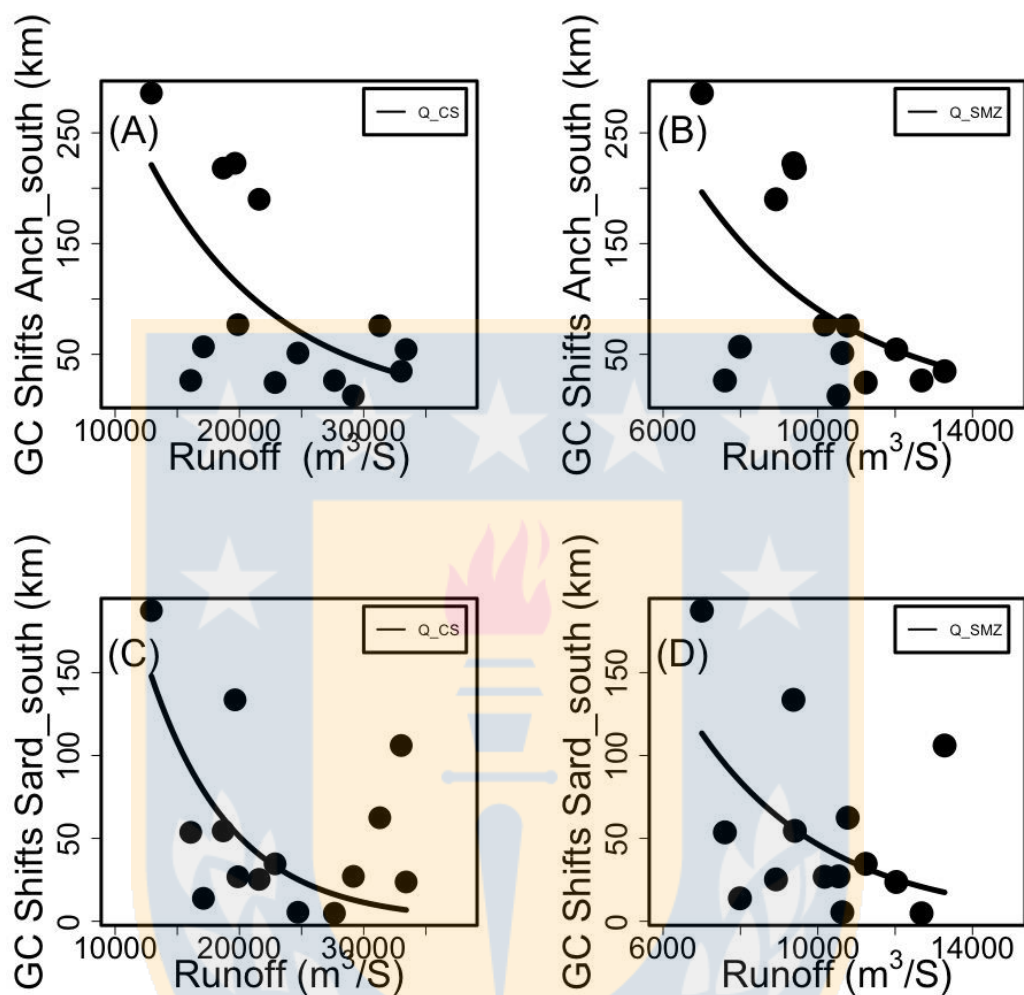 GC Shifts Anch_south (km)
250
150
50
(A)
Q_CS
10000 20000 30000
Runoff (m³/S)
GC Shifts Anch_south (km)
250
150
50
(B)
Q_SMZ
6000 10000 14000
Runoff (m³/S)
GC Shifts Sard_south (km)
150
100
50
0
(C)
Q_CS
10000 20000 30000
Runoff (m³/S)
GC Shifts Sard_south (km)
150
100
50
0
(D)
Q_SMZ
6000 10000 14000
Runoff (m³/S)